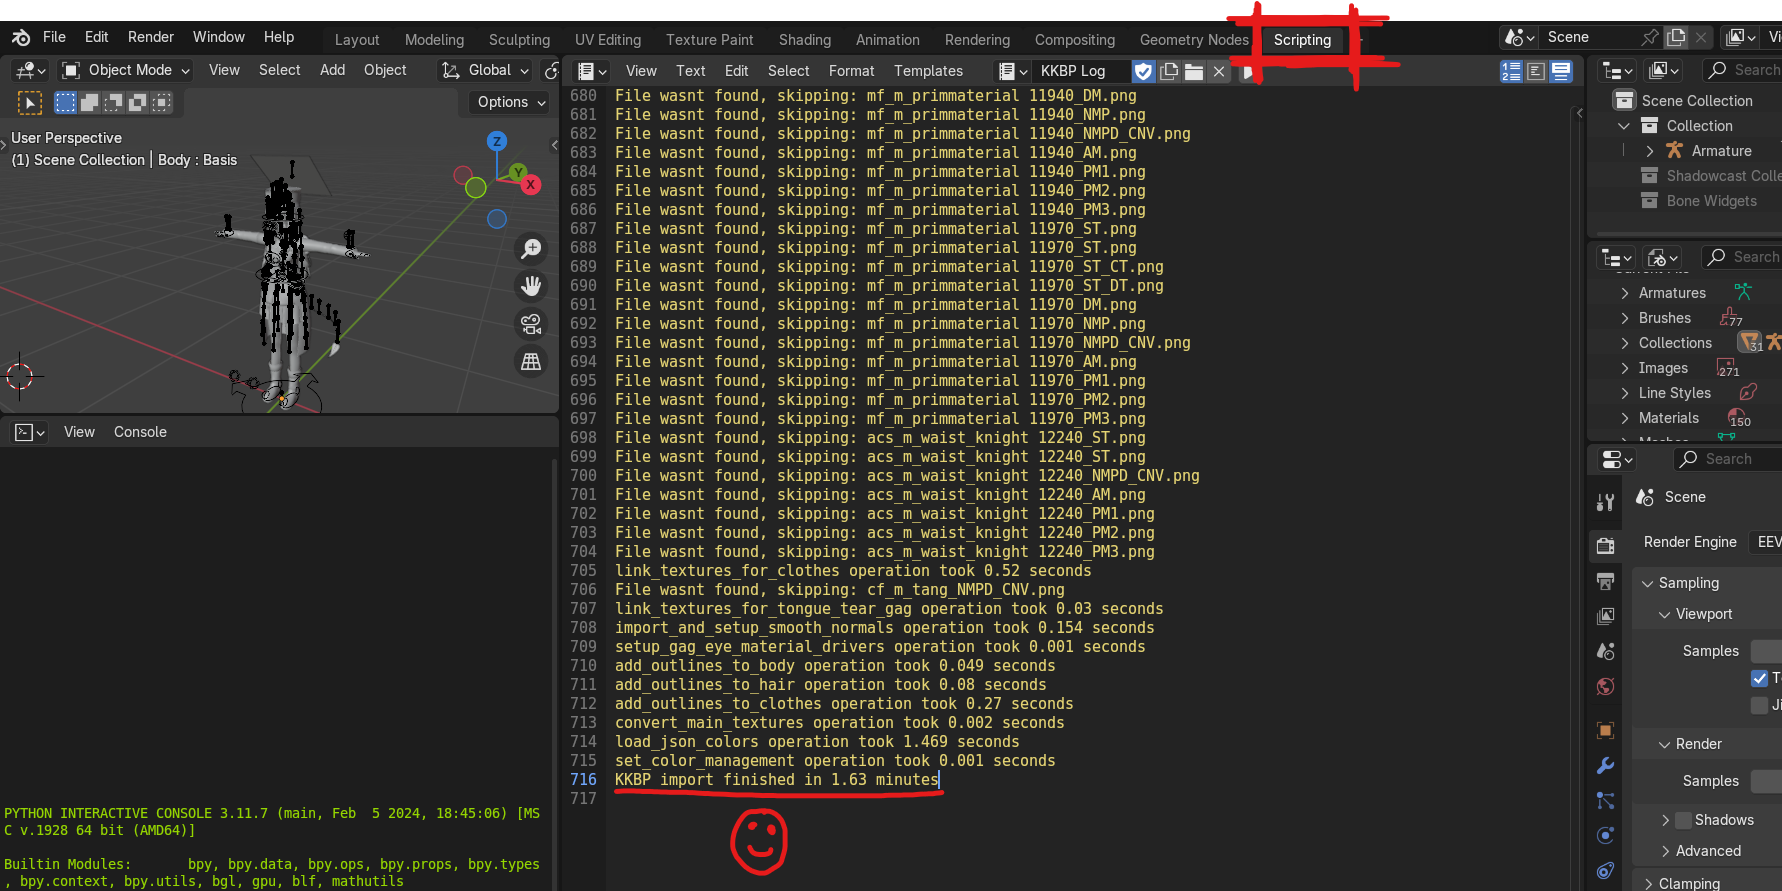 File Edit Render Window Help Layout Modeling Sculpting UV Editing Texture Paint Shading Animation Rendering Compositing Geometry Nodes Scripting Scene
Object Mode View Select Add Object Global
View Text Edit Select Format Templates KKBP Log
Search
Options
User Perspective
(1) Scene Collection | Body : Basis
Z
Y
X
View Console
PYTHON INTERACTIVE CONSOLE 3.11.7 (main, Feb  5 2024, 18:45:06) [MS
C v.1928 64 bit (AMD64)]
Builtin Modules:       bpy, bpy.data, bpy.ops, bpy.props, bpy.types
, bpy.context, bpy.utils, bgl, gpu, blf, mathutils
680 File wasnt found, skipping: mf_m_primmaterial 11940_DM.png
681 File wasnt found, skipping: mf_m_primmaterial 11940_NMP.png
682 File wasnt found, skipping: mf_m_primmaterial 11940_NMPD_CNV.png
683 File wasnt found, skipping: mf_m_primmaterial 11940_AM.png
684 File wasnt found, skipping: mf_m_primmaterial 11940_PM1.png
685 File wasnt found, skipping: mf_m_primmaterial 11940_PM2.png
686 File wasnt found, skipping: mf_m_primmaterial 11940_PM3.png
687 File wasnt found, skipping: mf_m_primmaterial 11970_ST.png
688 File wasnt found, skipping: mf_m_primmaterial 11970_ST.png
689 File wasnt found, skipping: mf_m_primmaterial 11970_ST_CT.png
690 File wasnt found, skipping: mf_m_primmaterial 11970_ST_DT.png
691 File wasnt found, skipping: mf_m_primmaterial 11970_DM.png
692 File wasnt found, skipping: mf_m_primmaterial 11970_NMP.png
693 File wasnt found, skipping: mf_m_primmaterial 11970_NMPD_CNV.png
694 File wasnt found, skipping: mf_m_primmaterial 11970_AM.png
695 File wasnt found, skipping: mf_m_primmaterial 11970_PM1.png
696 File wasnt found, skipping: mf_m_primmaterial 11970_PM2.png
697 File wasnt found, skipping: mf_m_primmaterial 11970_PM3.png
698 File wasnt found, skipping: acs_m_waist_knight 12240_ST.png
699 File wasnt found, skipping: acs_m_waist_knight 12240_ST.png
700 File wasnt found, skipping: acs_m_waist_knight 12240_NMPD_CNV.png
701 File wasnt found, skipping: acs_m_waist_knight 12240_AM.png
702 File wasnt found, skipping: acs_m_waist_knight 12240_PM1.png
703 File wasnt found, skipping: acs_m_waist_knight 12240_PM2.png
704 File wasnt found, skipping: acs_m_waist_knight 12240_PM3.png
705 link_textures_for_clothes operation took 0.52 seconds
706 File wasnt found, skipping: cf_m_tang_NMPD_CNV.png
707 link_textures_for_tongue_tear_gag operation took 0.03 seconds
708 import_and_setup_smooth_normals operation took 0.154 seconds
709 setup_gag_eye_material_drivers operation took 0.001 seconds
710 add_outlines_to_body operation took 0.049 seconds
711 add_outlines_to_hair operation took 0.08 seconds
712 add_outlines_to_clothes operation took 0.27 seconds
713 convert_main_textures operation took 0.002 seconds
714 load_json_colors operation took 1.469 seconds
715 set_color_management operation took 0.001 seconds
716 KKBP import finished in 1.63 minutes
717
Scene Collection
Collection
Armature
Shadowcast Colle
Bone Widgets
Search
Armatures
Brushes 77
Collections 31
Images 271
Line Styles
Materials 150
Search
Scene
Render Engine EEV
Sampling
Viewport
Samples
Render
Samples
Shadows
Advanced
Clamping